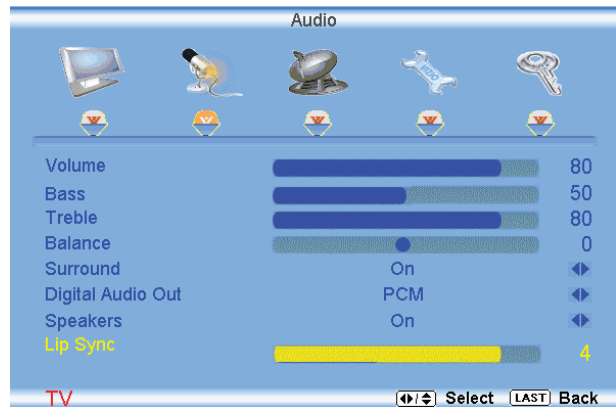 Audio
VIZIO
Volume 80
Bass 50
Treble 80
Balance 0
Surround On
Digital Audio Out PCM
Speakers On
Lip Sync 4
TV Select LAST Back